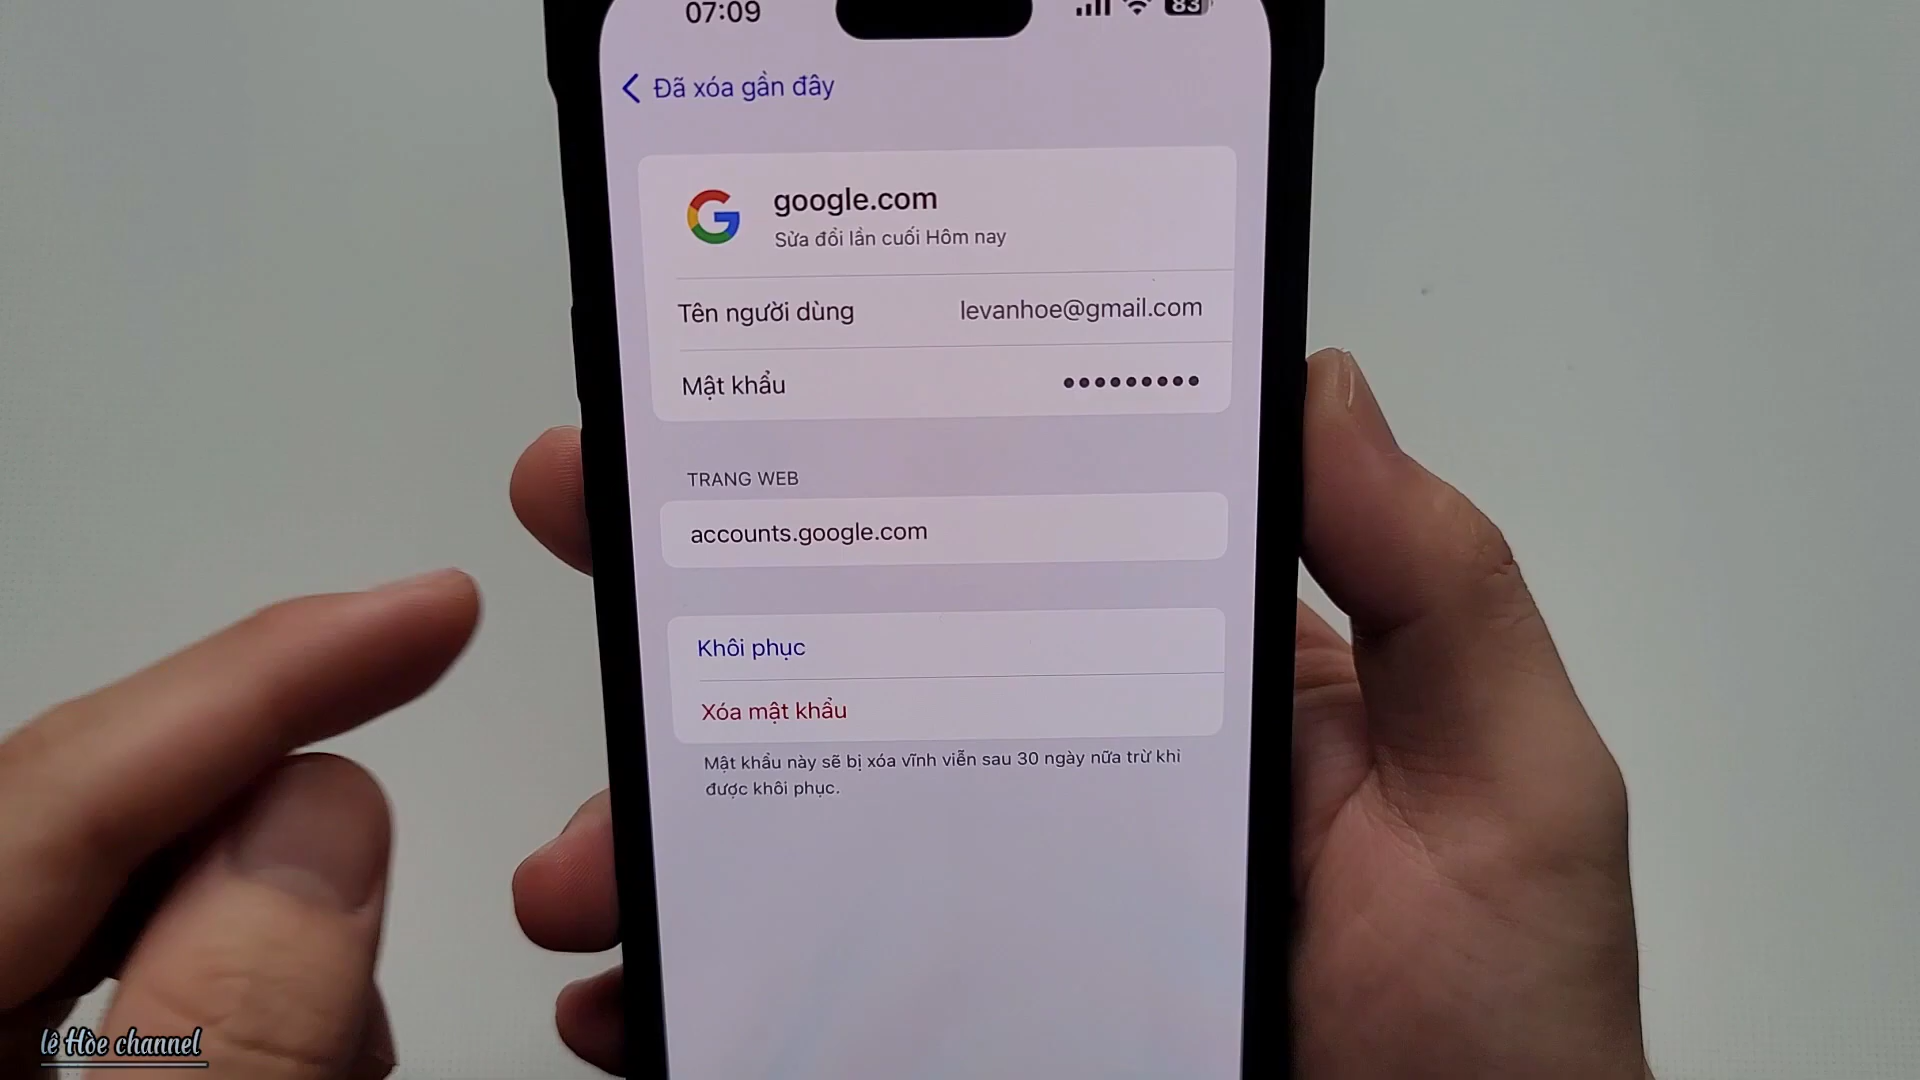 07:09
83
Đã xóa gần đây
google.com
Sửa đổi lần cuối Hôm nay
Tên người dùng levanhoe@gmail.com
Mật khẩu •••••••••
TRANG WEB
accounts.google.com
Khôi phục
Xóa mật khẩu
Mật khẩu này sẽ bị xóa vĩnh viễn sau 30 ngày nữa trừ khi
được khôi phục.
lê Hòe channel